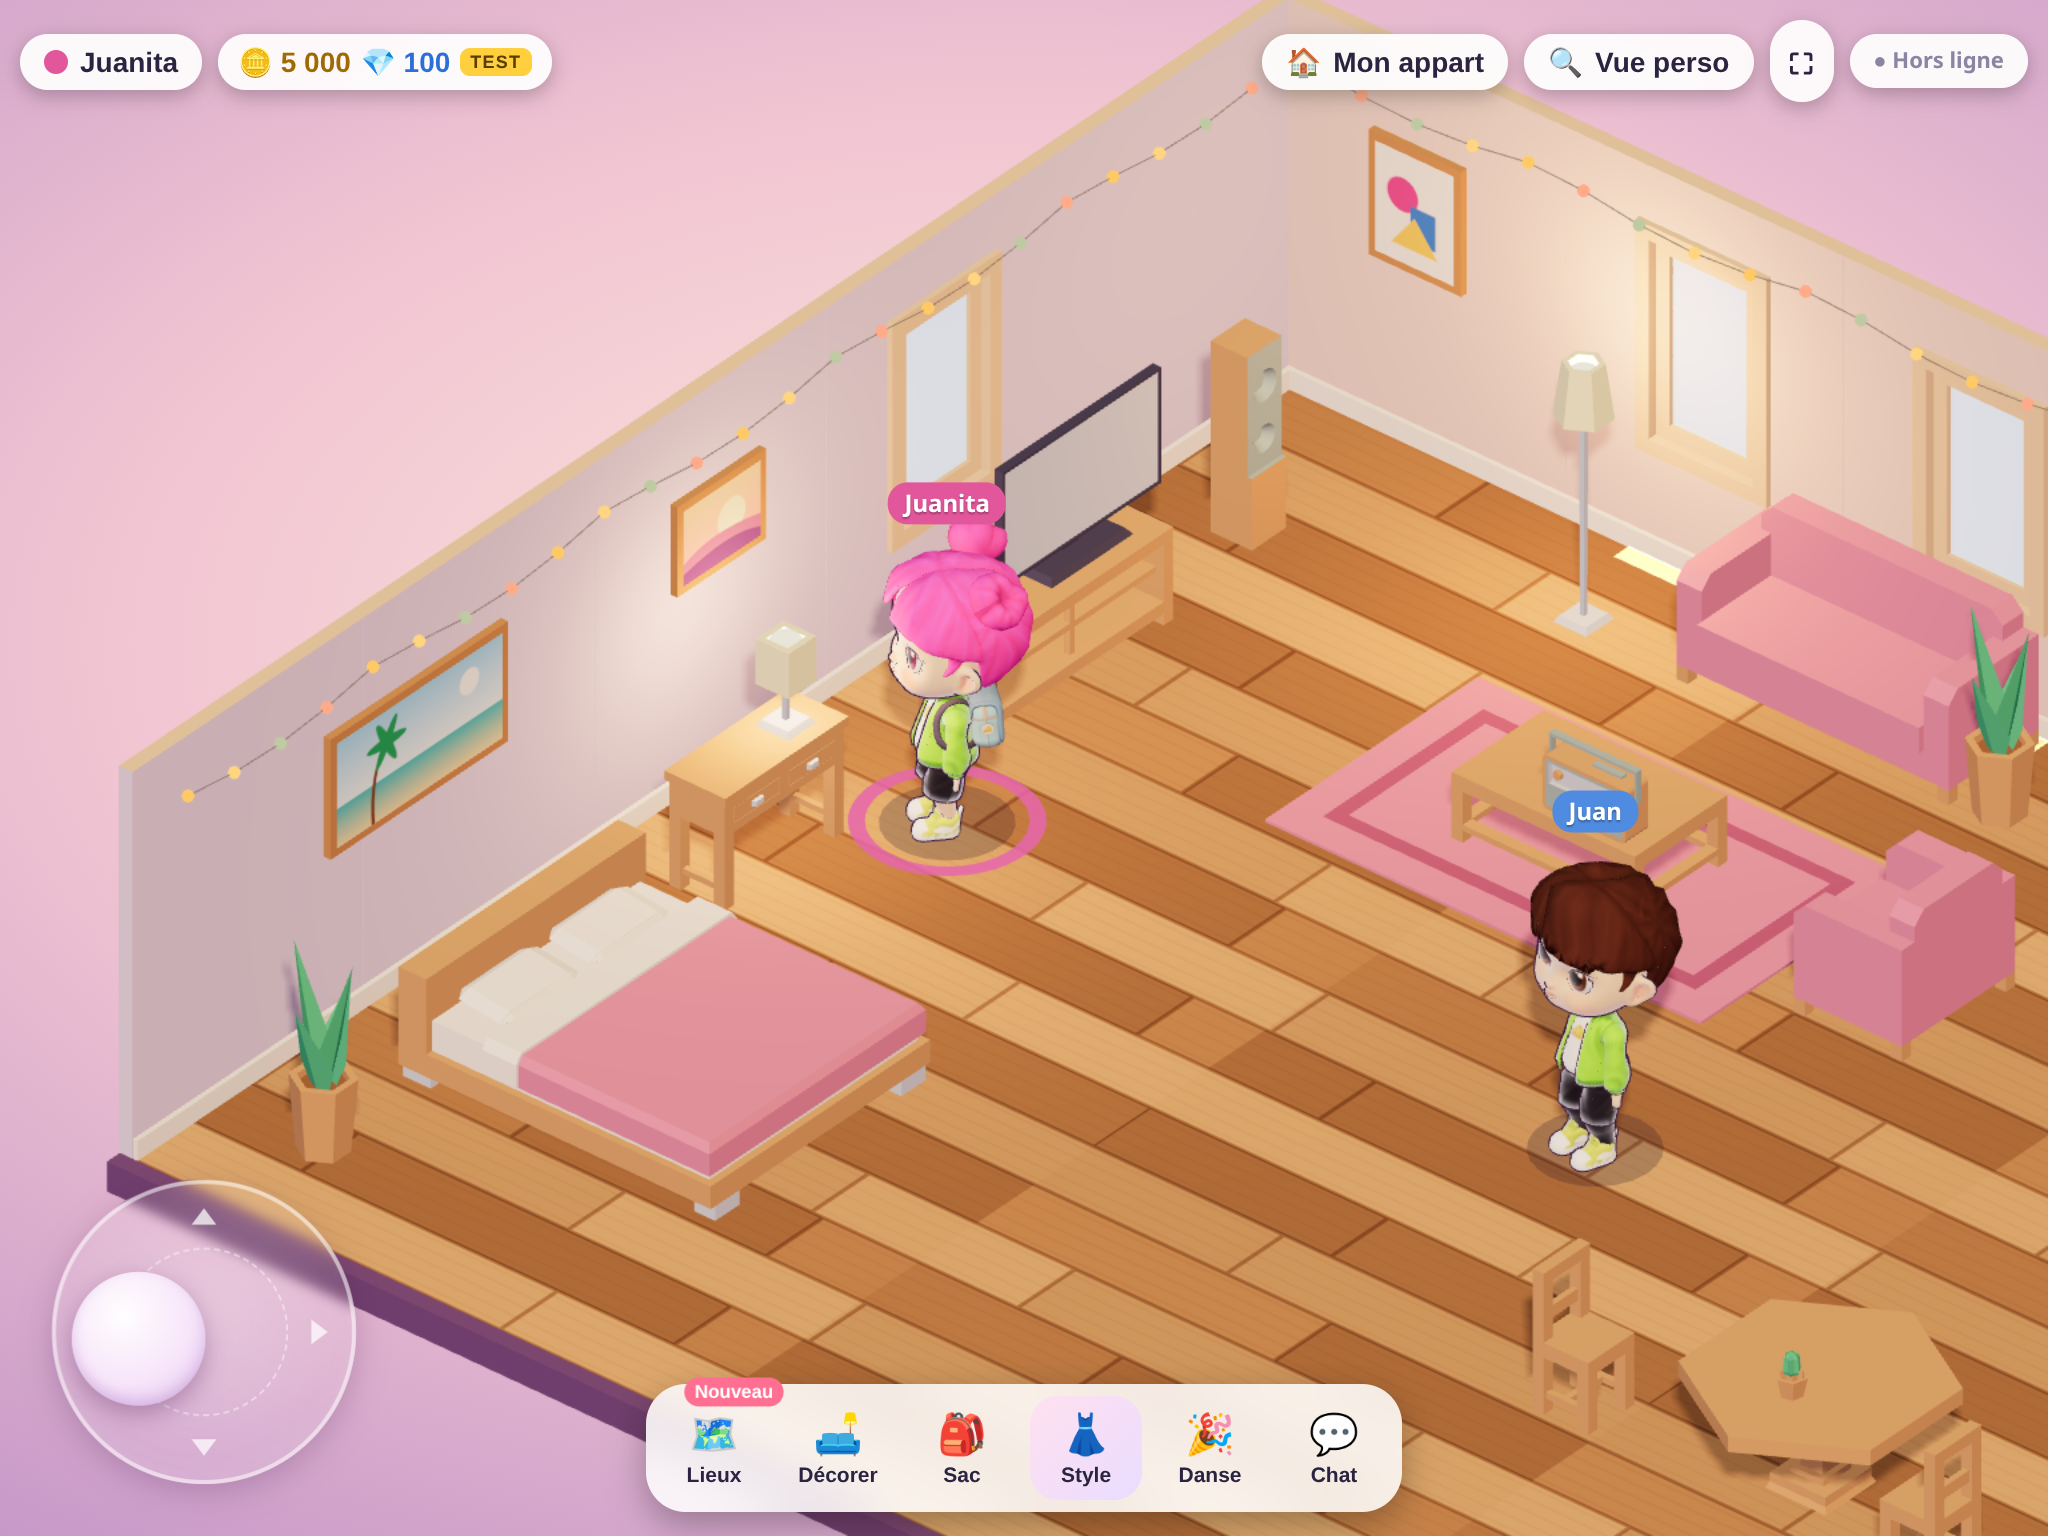 Juanita
5 000 100 TEST
Mon appart
Vue perso
Hors ligne
Juanita
Juan
Nouveau
Lieux
Décorer
Sac
Style
Danse
Chat